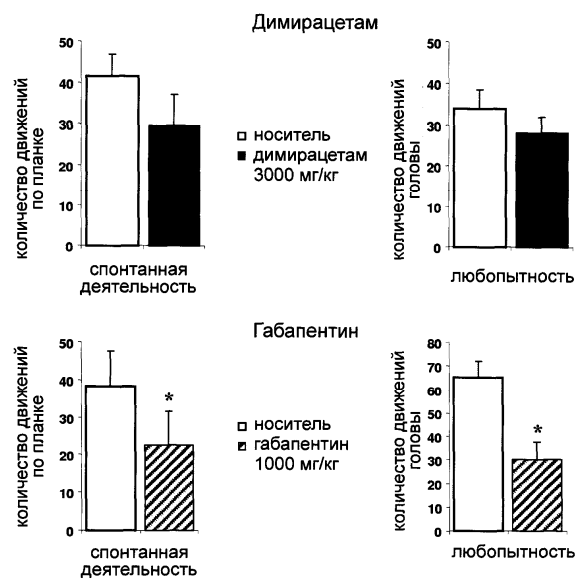 Димирацетам
количество движений
по планке
50
40
30
20
10
0
спонтанная
деятельность
носитель
димирацетам
3000 мг/кг
количество движений
головы
50
40
30
20
10
0
любопытность
Габапентин
количество движений
по планке
50
40
30
20
10
0
*
спонтанная
деятельность
носитель
габапентин
1000 мг/кг
количество движений
головы
80
70
60
50
40
30
20
10
0
*
любопытность